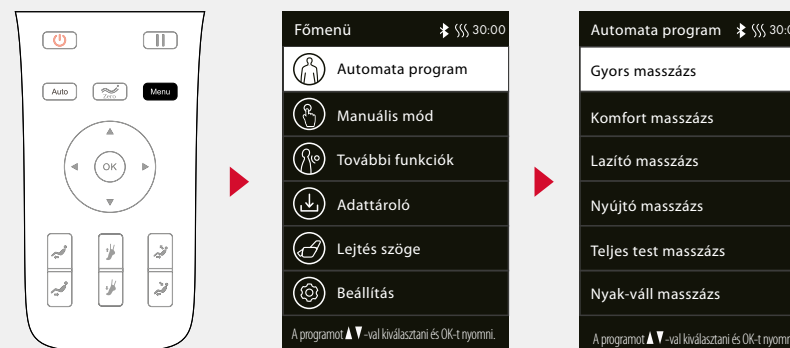 Auto
Zero
Menu
OK
Főmenü 30:00
Automata program
Manuális mód
További funkciók
Adattároló
Lejtés szöge
Beállítás
A programot ▲▼-val kiválasztani és OK-t nyomni.
Automata program 30:0
Gyors masszázs
Komfort masszázs
Lazító masszázs
Nyújtó masszázs
Teljes test masszázs
Nyak-váll masszázs
A programot ▲▼-val kiválasztani és OK-t nyomn